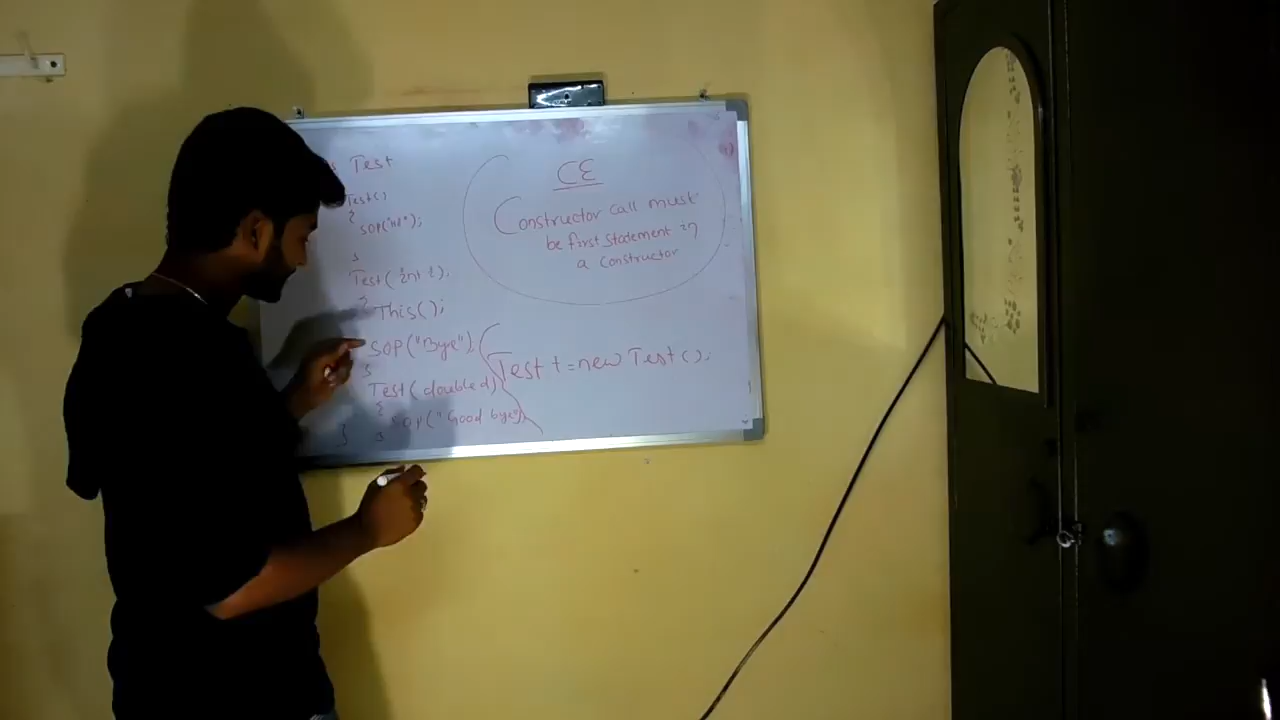 Test
Test()
{
SOP("Hi");
}
Test(int i),
{
This();
SOP("Bye"),
}
Test(doubled)
{
SOP("Good bye")
}
}
CE
Constructor call must
be first statement in
a constructor
Test t = new Test();